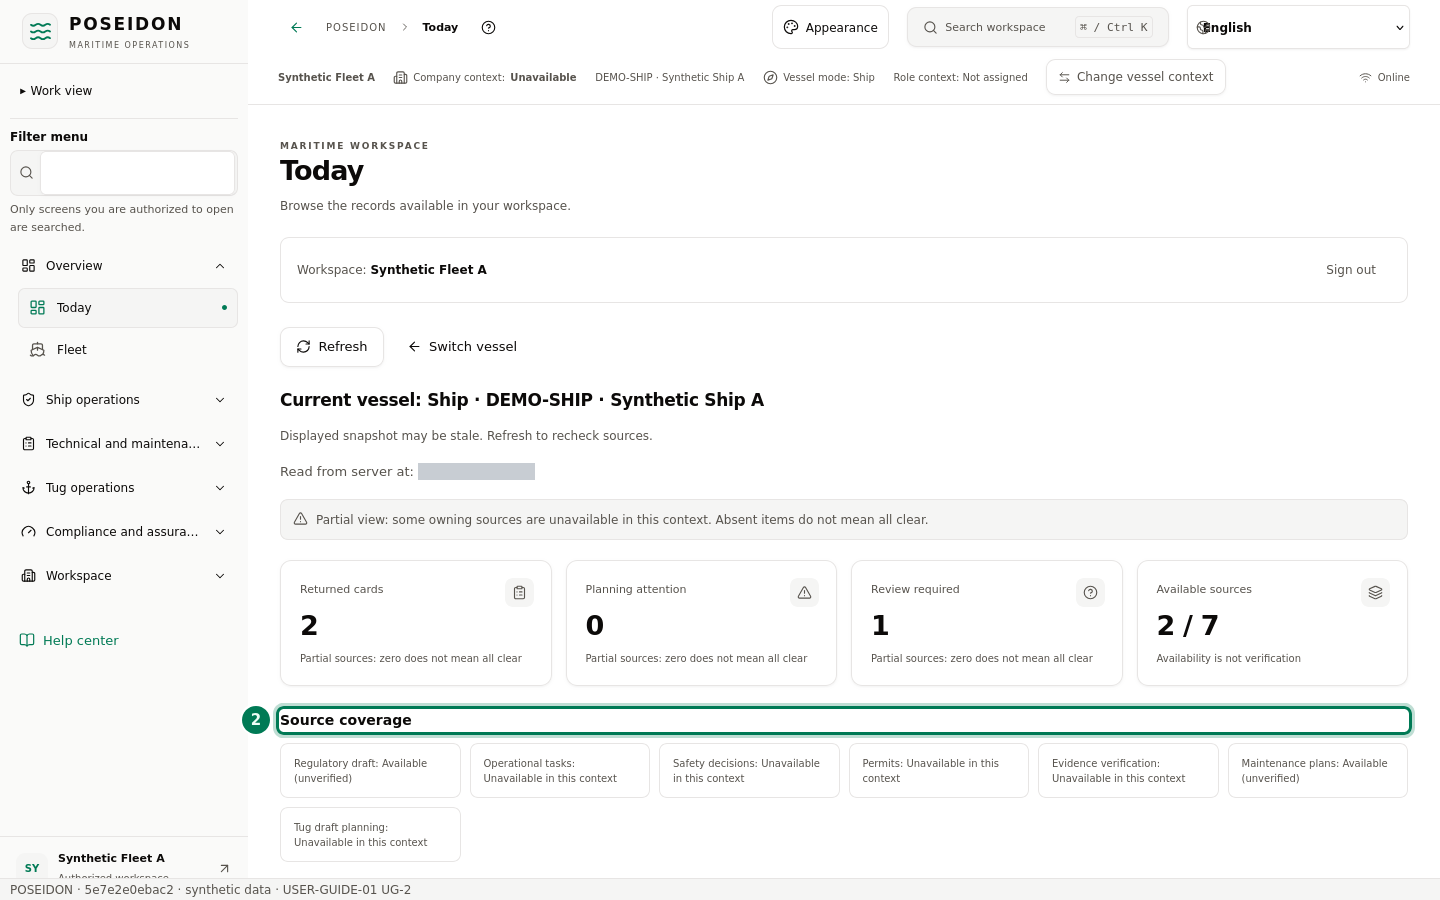 POSEIDON
MARITIME OPERATIONS
POSEIDON
Today
Appearance
Search workspace
⌘ / Ctrl K
English
Synthetic Fleet A
Company context: Unavailable
DEMO-SHIP · Synthetic Ship A
Vessel mode: Ship
Role context: Not assigned
Change vessel context
Online
▸ Work view
Filter menu
Only screens you are authorized to open
are searched.
Overview
Today
Fleet
Ship operations
Technical and maintena...
Tug operations
Compliance and assura...
Workspace
Help center
SY
Synthetic Fleet A
Authorized workspace
MARITIME WORKSPACE
Today
Browse the records available in your workspace.
Workspace: Synthetic Fleet A
Sign out
Refresh
Switch vessel
Current vessel: Ship · DEMO-SHIP · Synthetic Ship A
Displayed snapshot may be stale. Refresh to recheck sources.
Read from server at:
Partial view: some owning sources are unavailable in this context. Absent items do not mean all clear.
Returned cards
2
Partial sources: zero does not mean all clear
Planning attention
0
Partial sources: zero does not mean all clear
Review required
1
Partial sources: zero does not mean all clear
Available sources
2 / 7
Availability is not verification
2
Source coverage
Regulatory draft: Available
(unverified)
Operational tasks:
Unavailable in this context
Safety decisions: Unavailable
in this context
Permits: Unavailable in this
context
Evidence verification:
Unavailable in this context
Maintenance plans: Available
(unverified)
Tug draft planning:
Unavailable in this context
POSEIDON · 5e7e2e0ebac2 · synthetic data · USER-GUIDE-01 UG-2